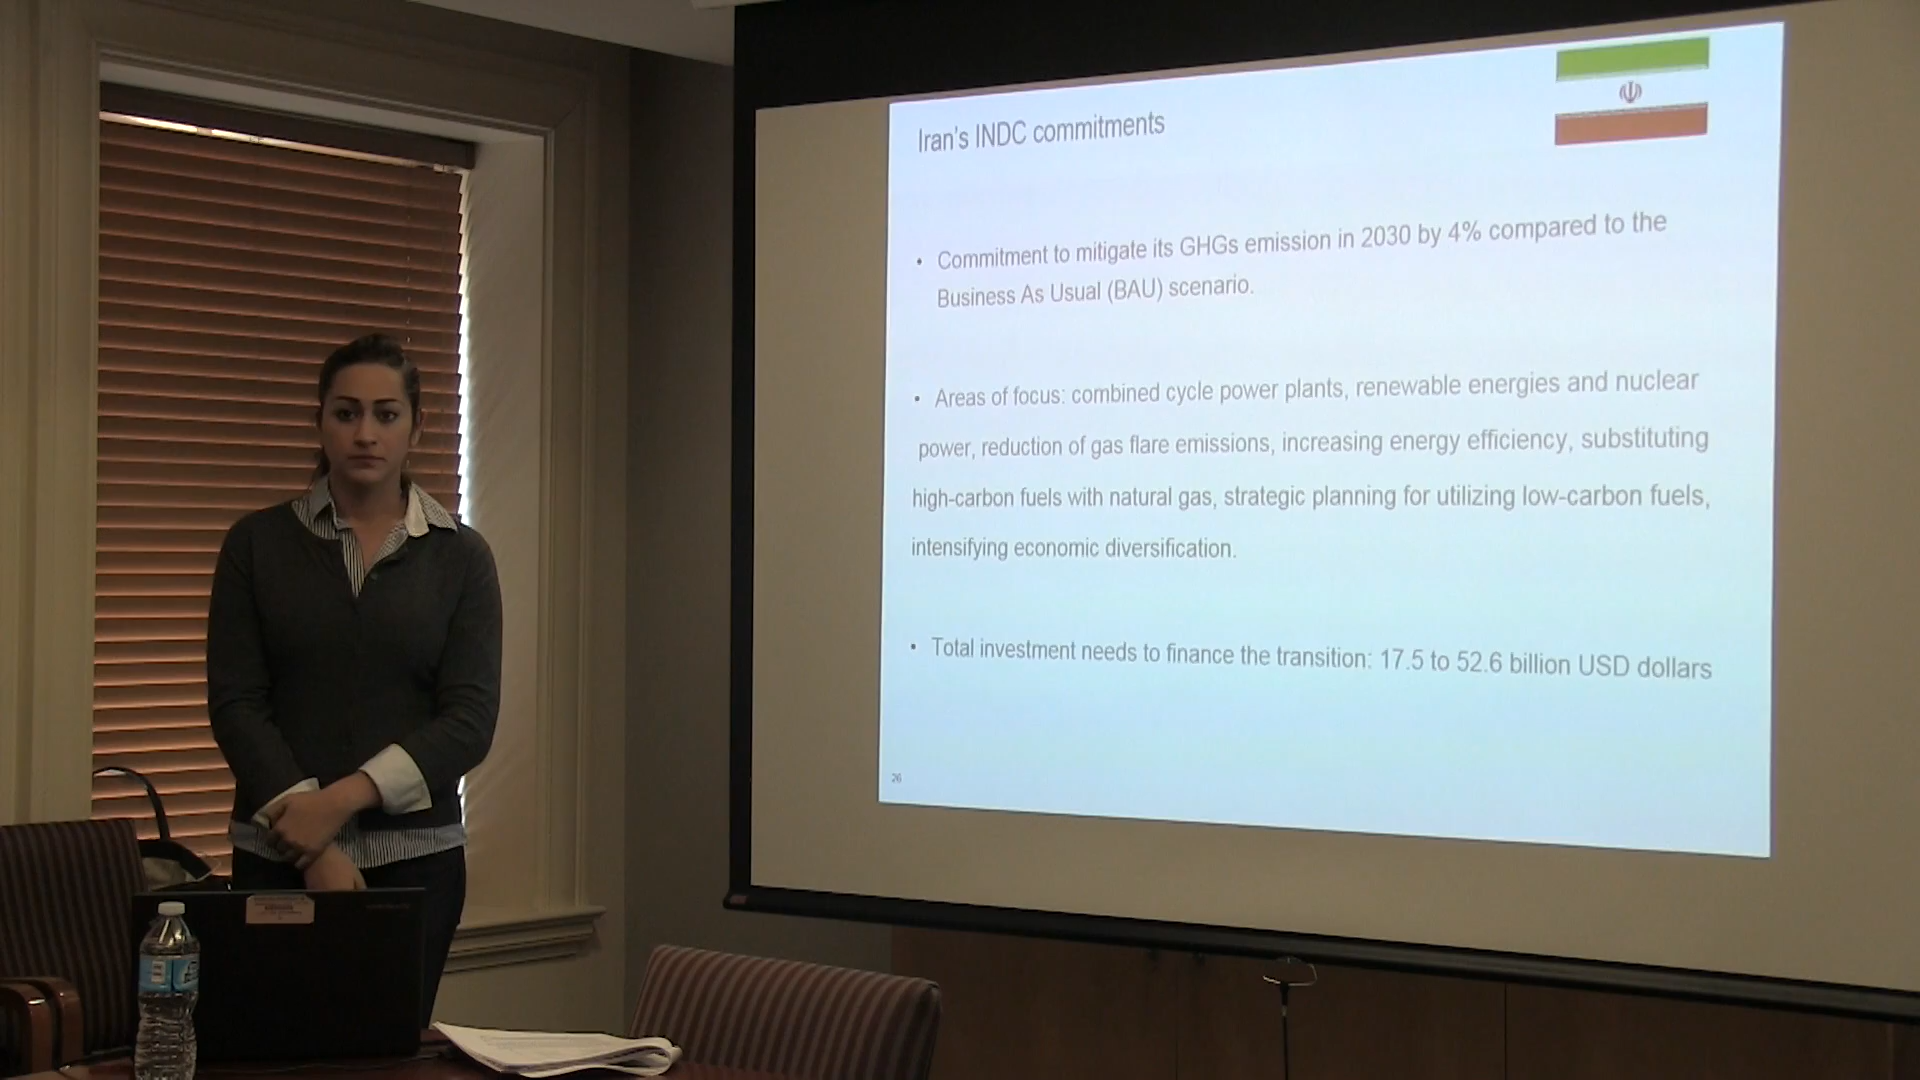 Iran's INDC commitments
• Commitment to mitigate its GHGs emission in 2030 by 4% compared to the
Business As Usual (BAU) scenario.
• Areas of focus: combined cycle power plants, renewable energies and nuclear
power, reduction of gas flare emissions, increasing energy efficiency, substituting
high-carbon fuels with natural gas, strategic planning for utilizing low-carbon fuels,
intensifying economic diversification.
• Total investment needs to finance the transition: 17.5 to 52.6 billion USD dollars
26